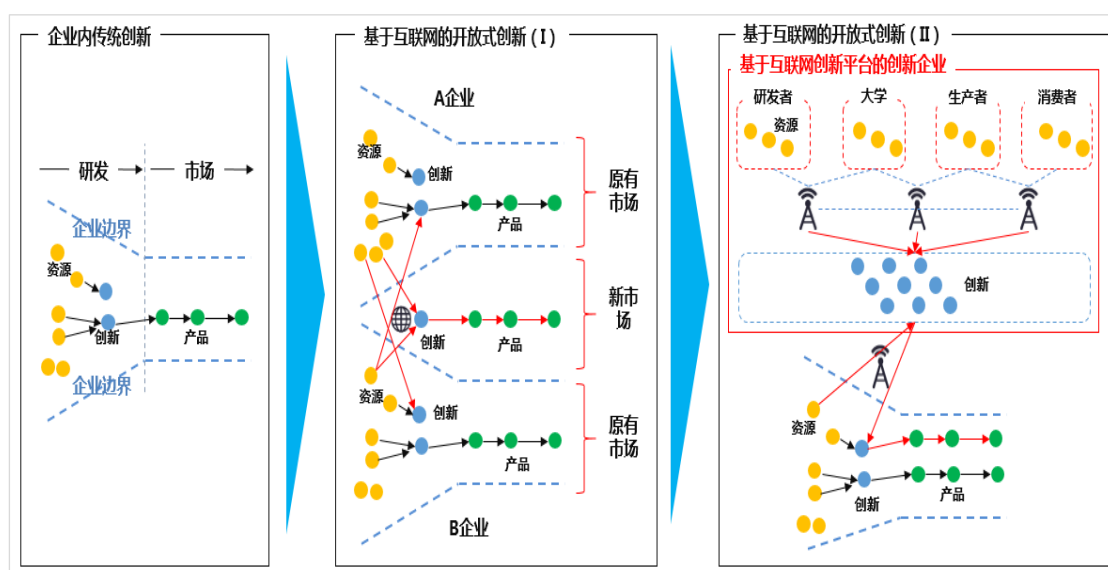 企业内传统创新
研发
市场
企业边界
资源
创新
产品
企业边界
基于互联网的开放式创新 (Ⅰ)
A企业
资源
创新
产品
原有
市场
创新
产品
新市
场
资源
创新
产品
原有
市场
B企业
基于互联网的开放式创新 (Ⅱ)
基于互联网创新平台的创新企业
研发者
大学
生产者
消费者
资源
创新
资源
创新
产品